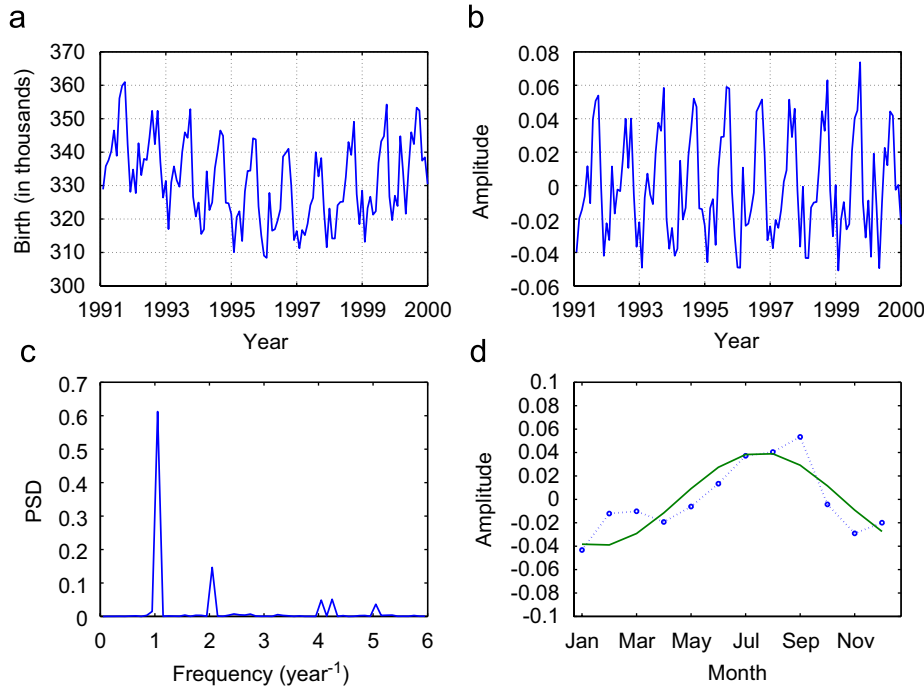 a
370
360
350
340
330
320
310
300
Birth (in thousands)
1991 1993 1995 1997 1999 2000
Year
b
0.08
0.06
0.04
0.02
0
-0.02
-0.04
-0.06
Amplitude
1991 1993 1995 1997 1999 2000
Year
c
0.7
0.6
0.5
0.4
0.3
0.2
0.1
0
PSD
0 1 2 3 4 5 6
Frequency (year-1)
d
0.1
0.08
0.06
0.04
0.02
0
-0.02
-0.04
-0.06
-0.08
-0.1
Amplitude
Jan Mar May Jul Sep Nov
Month